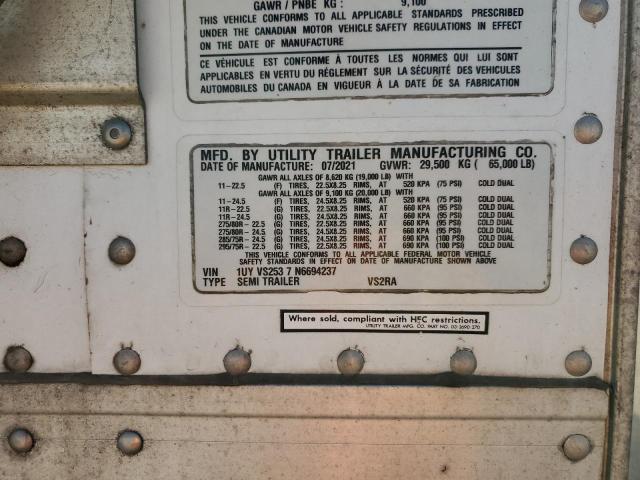 GAWR / PNBE KG : 9,100
THIS VEHICLE CONFORMS TO ALL APPLICABLE STANDARDS PRESCRIBED
UNDER THE CANADIAN MOTOR VEHICLE SAFETY REGULATIONS IN EFFECT
ON THE DATE OF MANUFACTURE
CE VÉHICULE EST CONFORME À TOUTES LES NORMES QUI LUI SONT
APPLICABLES EN VERTU DU RÉGLEMENT SUR LA SÉCURITÉ DES VEHICULES
AUTOMOBILES DU CANADA EN VIGUEUR À LA DATE DE SA FABRICATION
MFD. BY UTILITY TRAILER MANUFACTURING CO.
DATE OF MANUFACTURE: 07/2021 GVWR: 29,500 KG ( 65,000 LB)
GAWR ALL AXLES OF 8,620 KG (19,000 LB) WITH
11-22.5 (F) TIRES, 22.5X8.25 RIMS, AT 520 KPA (75 PSI) COLD DUAL
GAWR ALL AXLES OF 9,100 KG (20,000 LB) WITH
11-24.5 (F) TIRES, 24.5X8.25 RIMS, AT 520 KPA (75 PSI) COLD DUAL
11R-22.5 (G) TIRES, 22.5X8.25 RIMS, AT 660 KPA (95 PSI) COLD DUAL
11R-24.5 (G) TIRES, 24.5X8.25 RIMS, AT 660 KPA (95 PSI) COLD DUAL
275/80R-22.5 (G) TIRES, 22.5X8.25 RIMS, AT 660 KPA (95 PSI) COLD DUAL
275/80R-24.5 (G) TIRES, 24.5X8.25 RIMS, AT 660 KPA (95 PSI) COLD DUAL
285/75R-24.5 (G) TIRES, 24.5X8.25 RIMS, AT 690 KPA (100 PSI) COLD DUAL
295/75R-22.5 (G) TIRES, 22.5X8.25 RIMS, AT 690 KPA (100 PSI) COLD DUAL
THIS VEHICLE CONFORMS TO ALL APPLICABLE FEDERAL MOTOR VEHICLE
SAFETY STANDARDS IN EFFECT ON DATE OF MANUFACTURE SHOWN ABOVE
VIN 1UY VS253 7 N6694237
TYPE SEMI TRAILER VS2RA
Where sold, compliant with HFC restrictions.
UTILITY TRAILER MFG. CO. PART NO. 03 2690 270